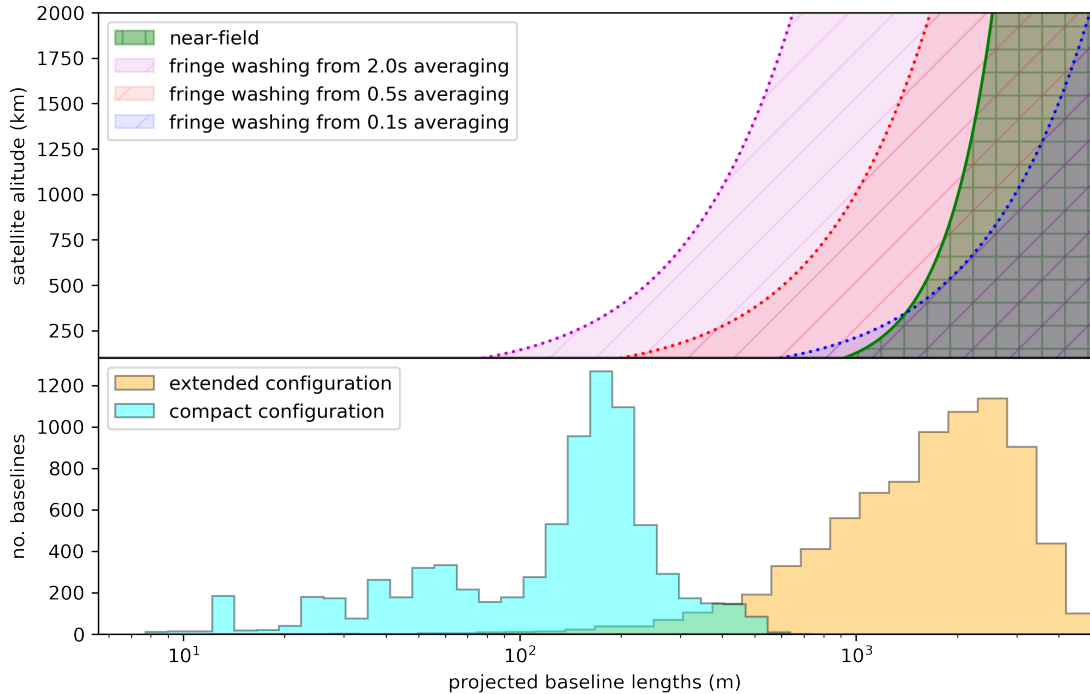 2000
1750
1500
1250
1000
750
500
250
satellite alitude (km)
near-field
fringe washing from 2.0s averaging
fringe washing from 0.5s averaging
fringe washing from 0.1s averaging
1200
1000
800
600
400
200
0
no. baselines
extended configuration
compact configuration
10¹
10²
10³
projected baseline lengths (m)